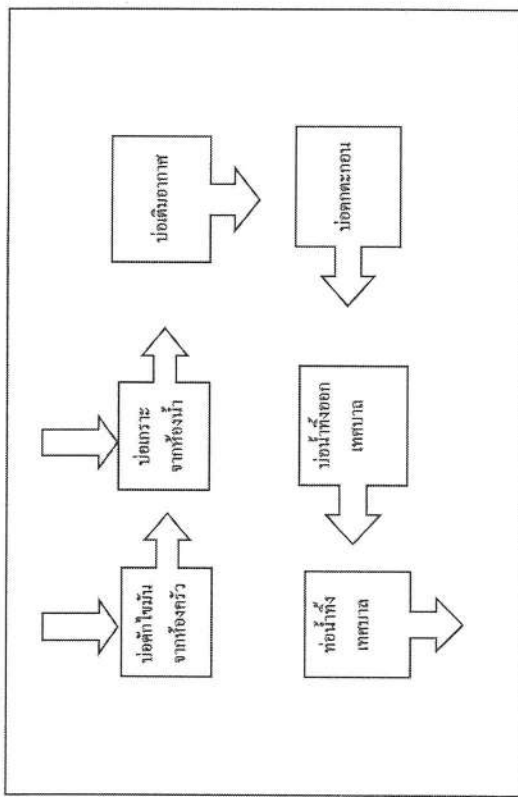 บ่อดักไขมัน
จากห้องครัว
บ่อเกราะ
จากห้องน้ำ
บ่อเติมอากาศ
บ่อตกตะกอน
บ่อน้ำทิ้งออก
เทศบาล
ท่อน้ำทิ้ง
เทศบาล